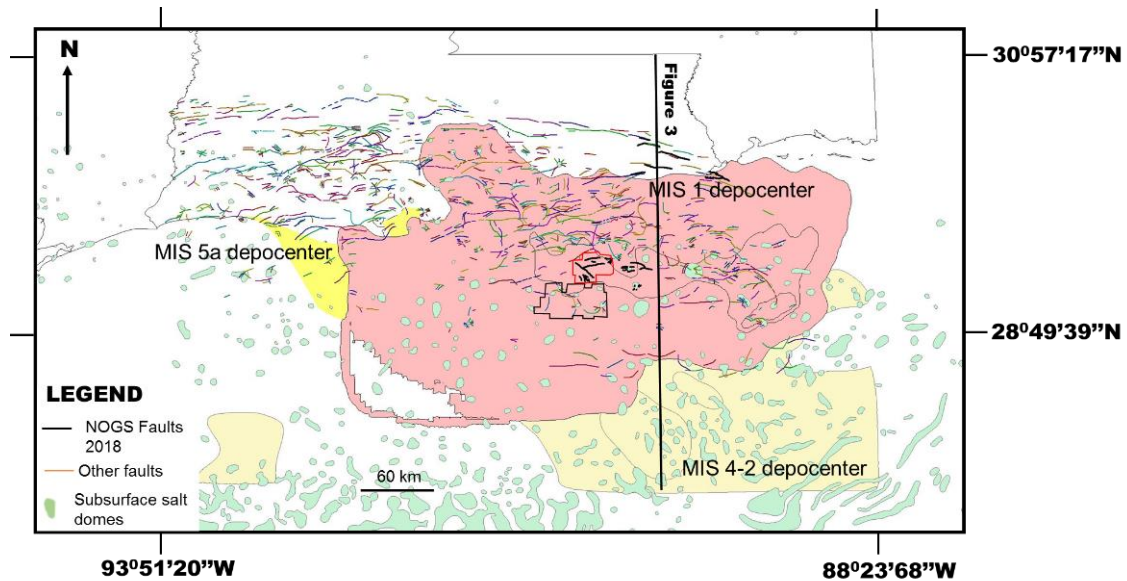 N
30⁰57'17"N
Figure 3
MIS 1 depocenter
MIS 5a depocenter
28⁰49'39"N
LEGEND
NOGS Faults
2018
Other faults
Subsurface salt
domes
60 km
MIS 4-2 depocenter
93⁰51'20"W
88⁰23'68"W